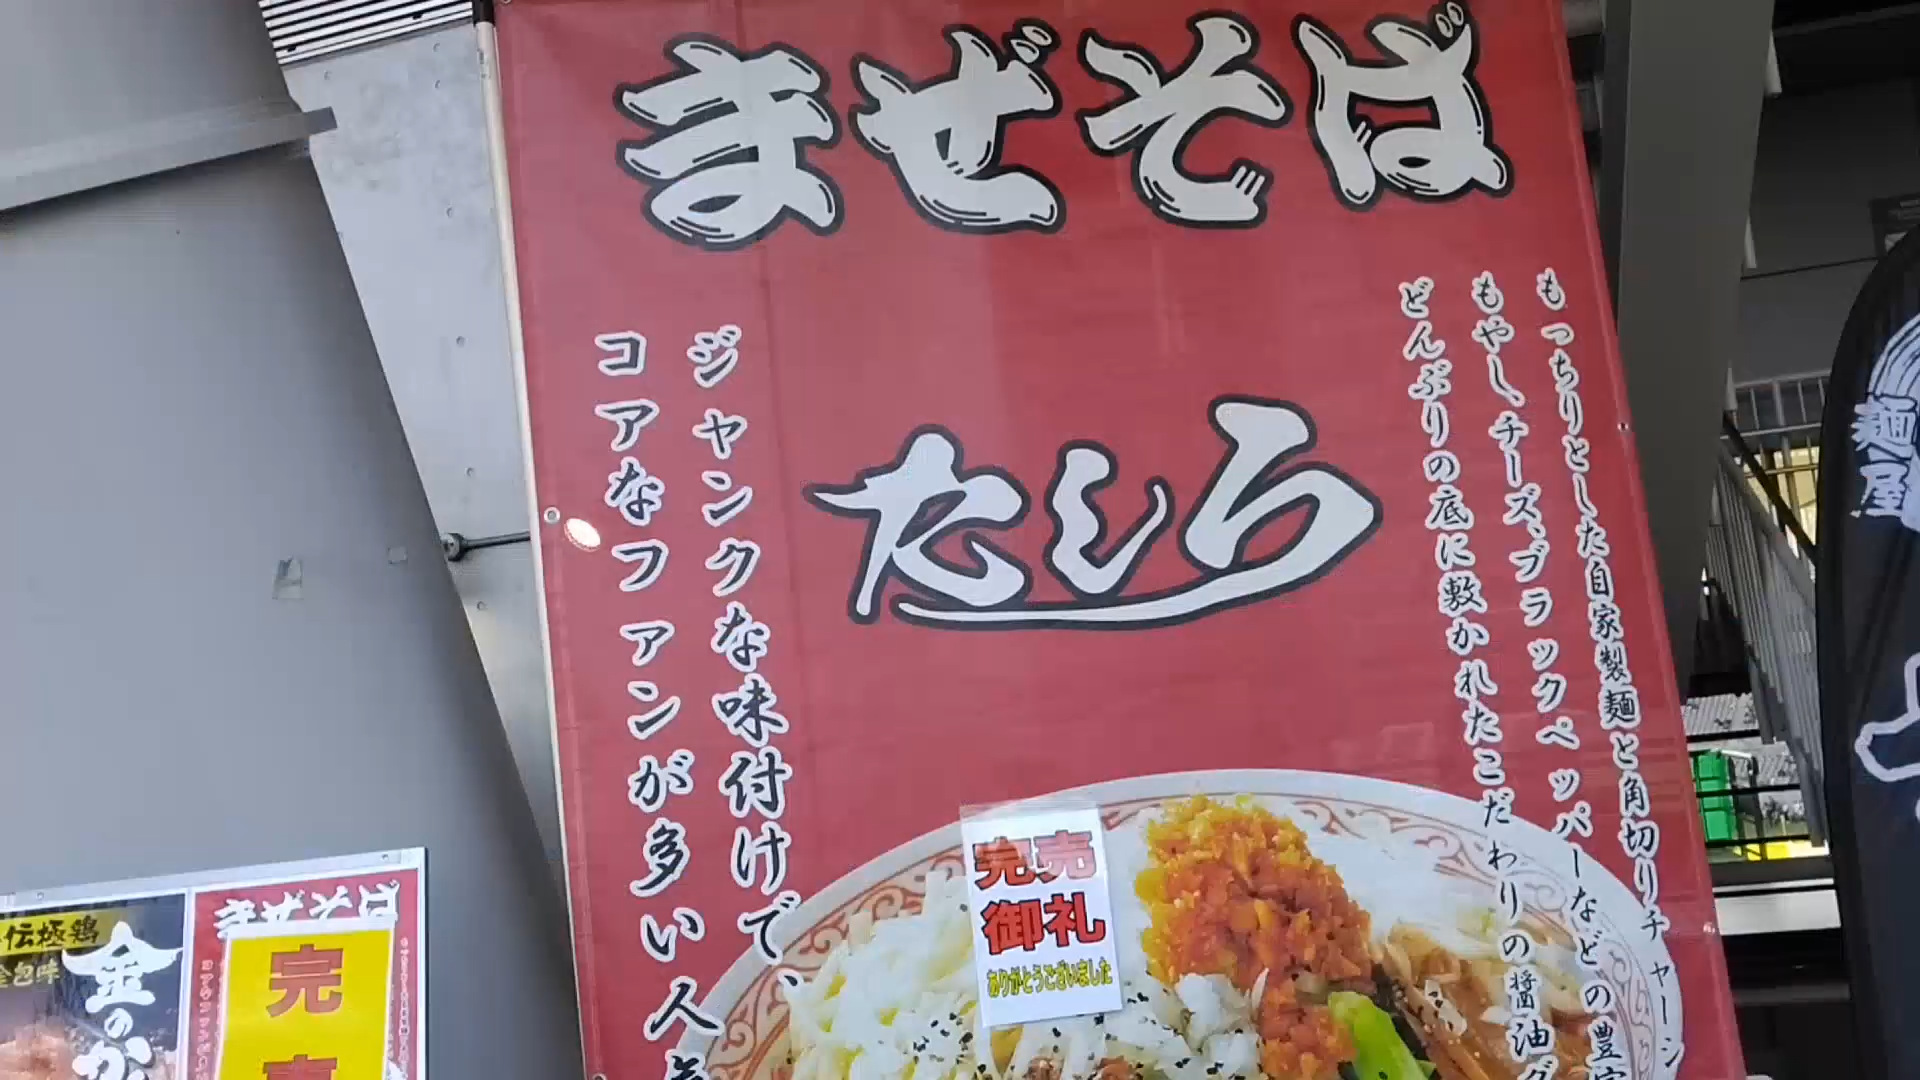 まぜそば
たしら
もっちりとした自家製麺と角切りチャーシ
もやし、チーズ、ブラックペッパーなどの豊
どんぶりの底に敷かれたこだわりの醤油グ
ジャンクな味付けで、
コアなファンが多い人気
完売
御礼
ありがとうございました
伝極鶏
金のか
まぜそば
完売
麺屋